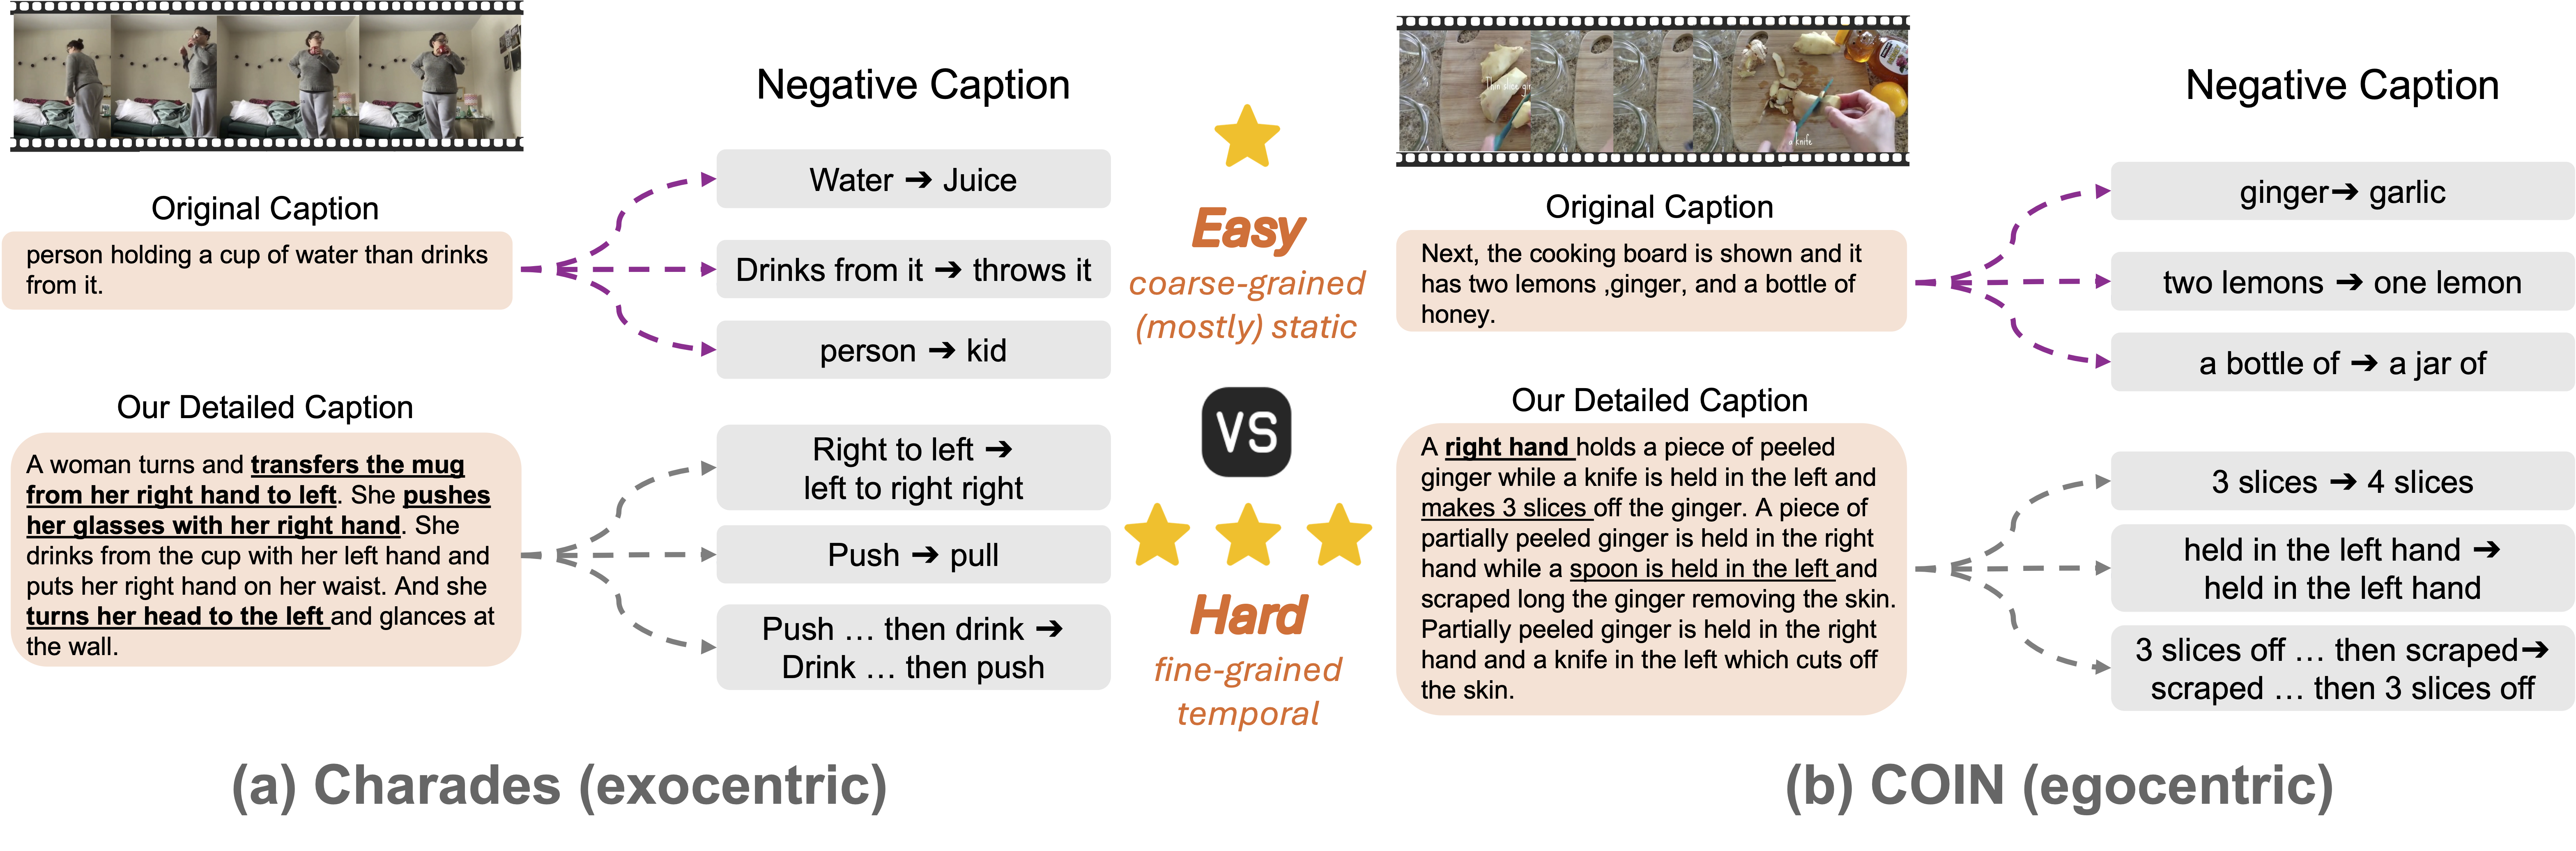 Negative Caption
Original Caption
person holding a cup of water than drinks
from it.
Water ➔ Juice
Drinks from it ➔ throws it
person ➔ kid
Our Detailed Caption
A woman turns and transfers the mug
from her right hand to left. She pushes
her glasses with her right hand. She
drinks from the cup with her left hand and
puts her right hand on her waist. And she
turns her head to the left and glances at
the wall.
Right to left ➔
left to right right
Push ➔ pull
Push … then drink ➔
Drink … then push
(a) Charades (exocentric)
Easy
coarse-grained
(mostly) static
VS
Hard
fine-grained
temporal
Thin slice gin
a knife
Negative Caption
Original Caption
Next, the cooking board is shown and it
has two lemons ,ginger, and a bottle of
honey.
ginger➔ garlic
two lemons ➔ one lemon
a bottle of ➔ a jar of
Our Detailed Caption
A right hand holds a piece of peeled
ginger while a knife is held in the left and
makes 3 slices off the ginger. A piece of
partially peeled ginger is held in the right
hand while a spoon is held in the left and
scraped long the ginger removing the skin.
Partially peeled ginger is held in the right
hand and a knife in the left which cuts off
the skin.
3 slices ➔ 4 slices
held in the left hand ➔
held in the left hand
3 slices off … then scraped➔
scraped … then 3 slices off
(b) COIN (egocentric)